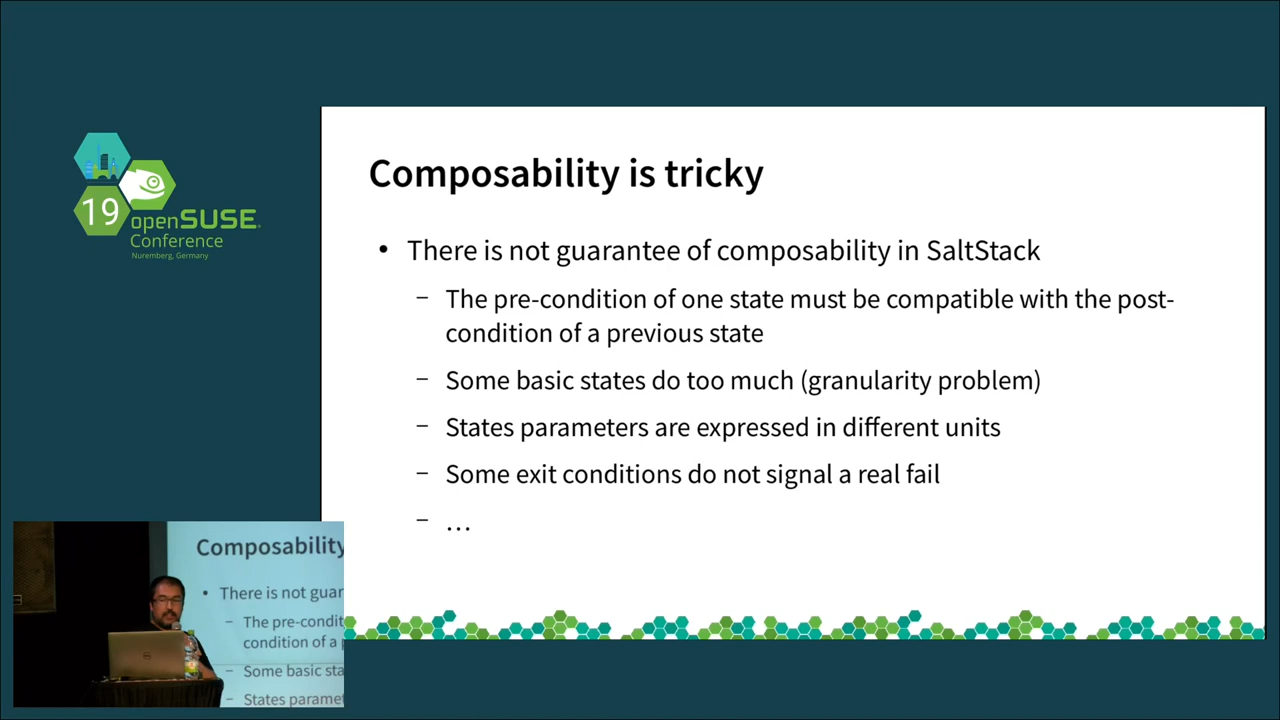 19
openSUSE
Conference
Nuremberg, Germany
Composability is tricky
• There is not guarantee of composability in SaltStack
– The pre-condition of one state must be compatible with the post-
condition of a previous state
– Some basic states do too much (granularity problem)
– States parameters are expressed in different units
– Some exit conditions do not signal a real fail
– …
Composability
• There is not guar
– The pre-condit
condition of a p
– Some basic sta
– States paramet